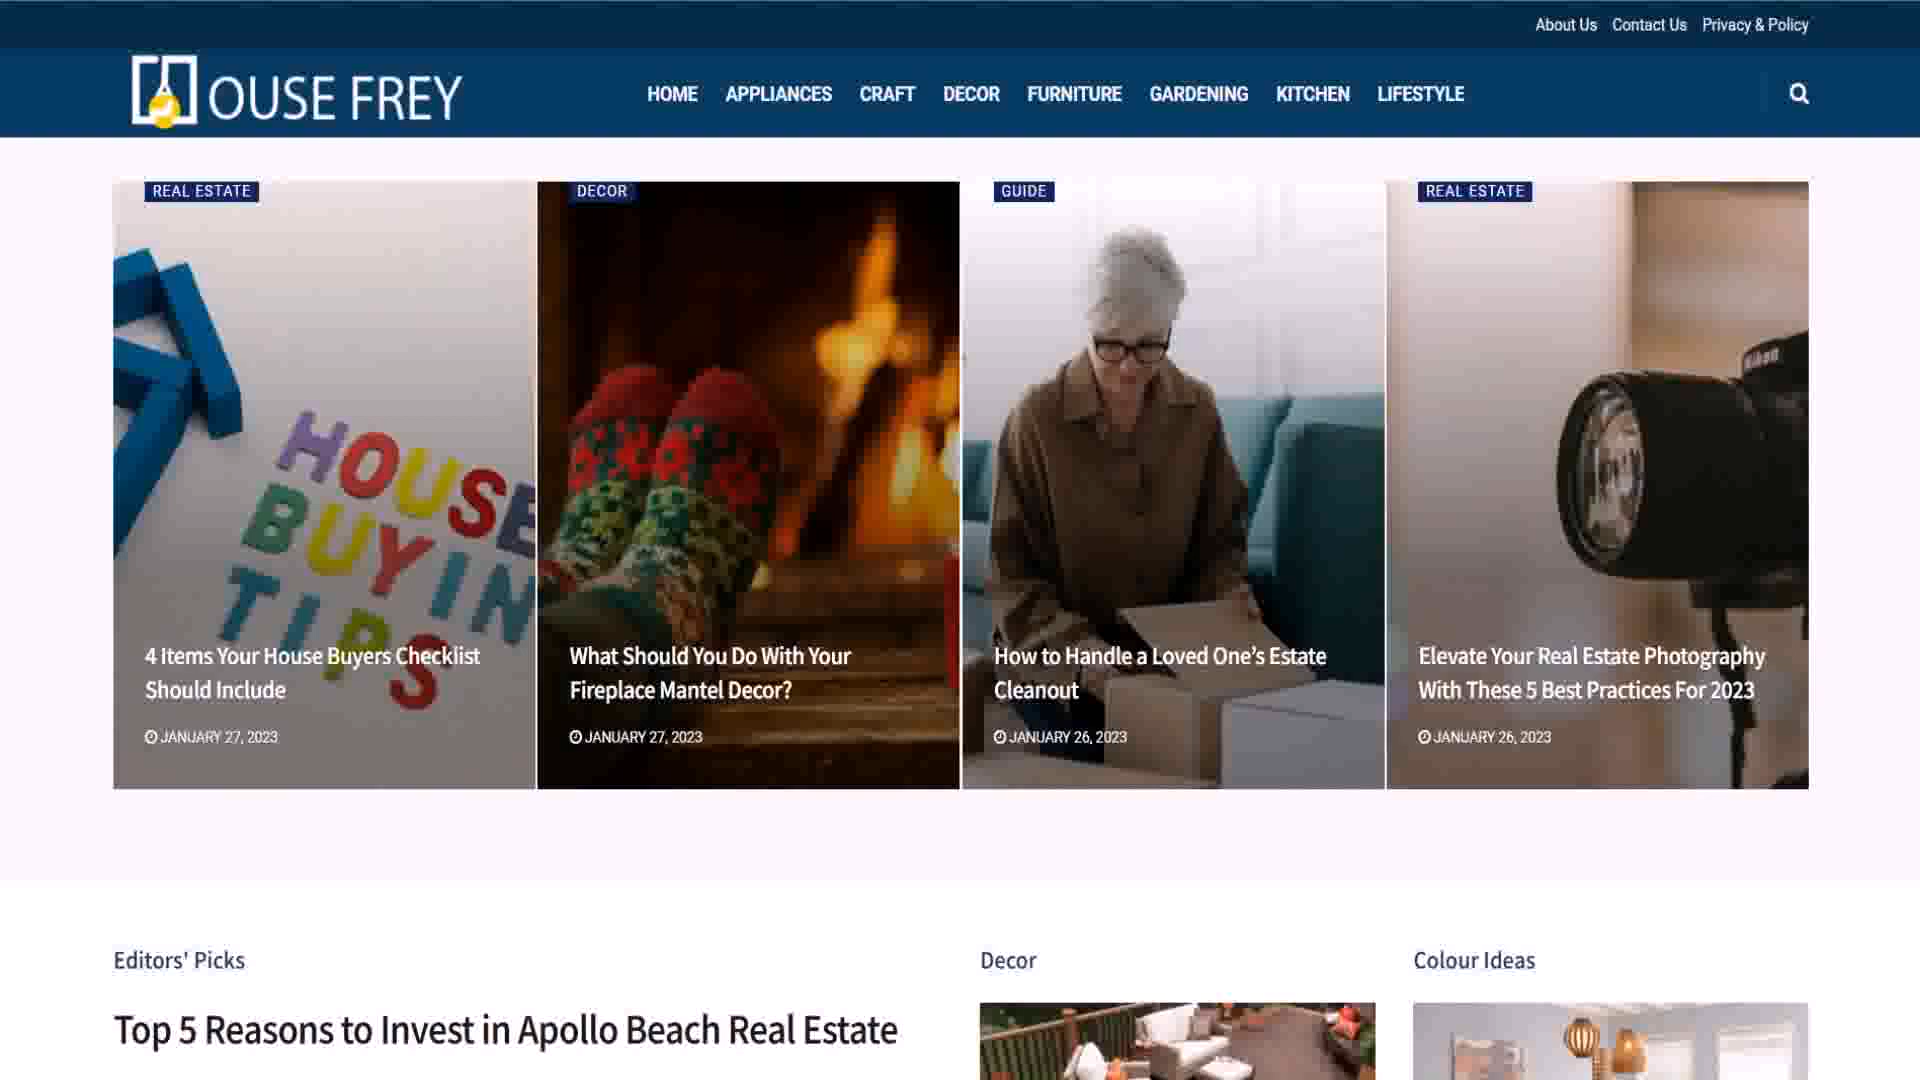 About Us Contact Us Privacy & Policy
OUSE FREY
HOME APPLIANCES CRAFT DECOR FURNITURE GARDENING KITCHEN LIFESTYLE
REAL ESTATE
HOUSE
BUYIN
TIPS
4 Items Your House Buyers Checklist
Should Include
JANUARY 27, 2023
DECOR
What Should You Do With Your
Fireplace Mantel Decor?
JANUARY 27, 2023
GUIDE
How to Handle a Loved One’s Estate
Cleanout
JANUARY 26, 2023
REAL ESTATE
Nikon
Elevate Your Real Estate Photography
With These 5 Best Practices For 2023
JANUARY 26, 2023
Editors' Picks
Top 5 Reasons to Invest in Apollo Beach Real Estate
Decor
Colour Ideas